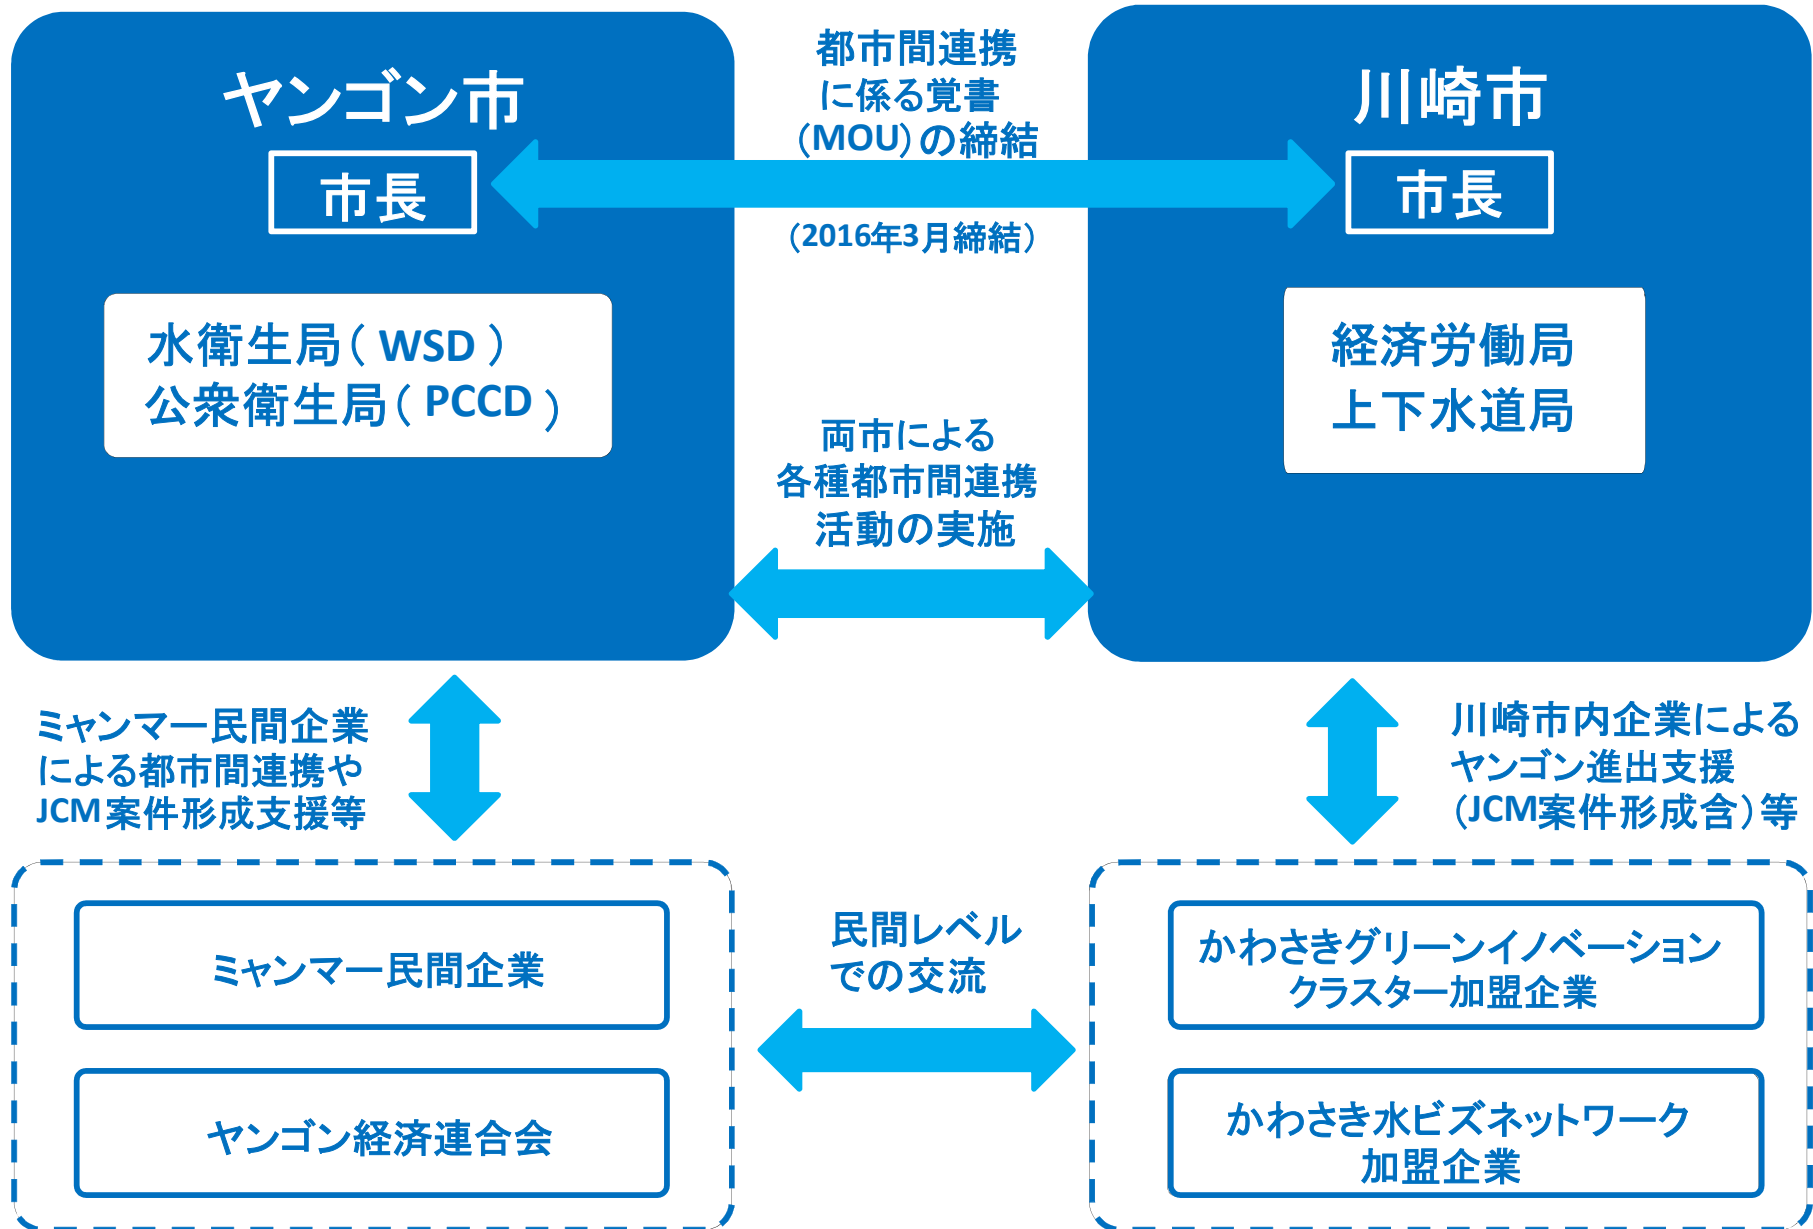 ヤンゴン市
市長
水衛生局（WSD）
公衆衛生局（PCCD）
都市間連携
に係る覚書
（MOU）の締結
（2016年3月締結）
川崎市
市長
経済労働局
上下水道局
両市による
各種都市間連携
活動の実施
ミャンマー民間企業
による都市間連携や
JCM案件形成支援等
川崎市内企業による
ヤンゴン進出支援
（JCM案件形成含）等
ミャンマー民間企業
ヤンゴン経済連合会
民間レベル
での交流
かわさきグリーンイノベーション
クラスター加盟企業
かわさき水ビズネットワーク
加盟企業